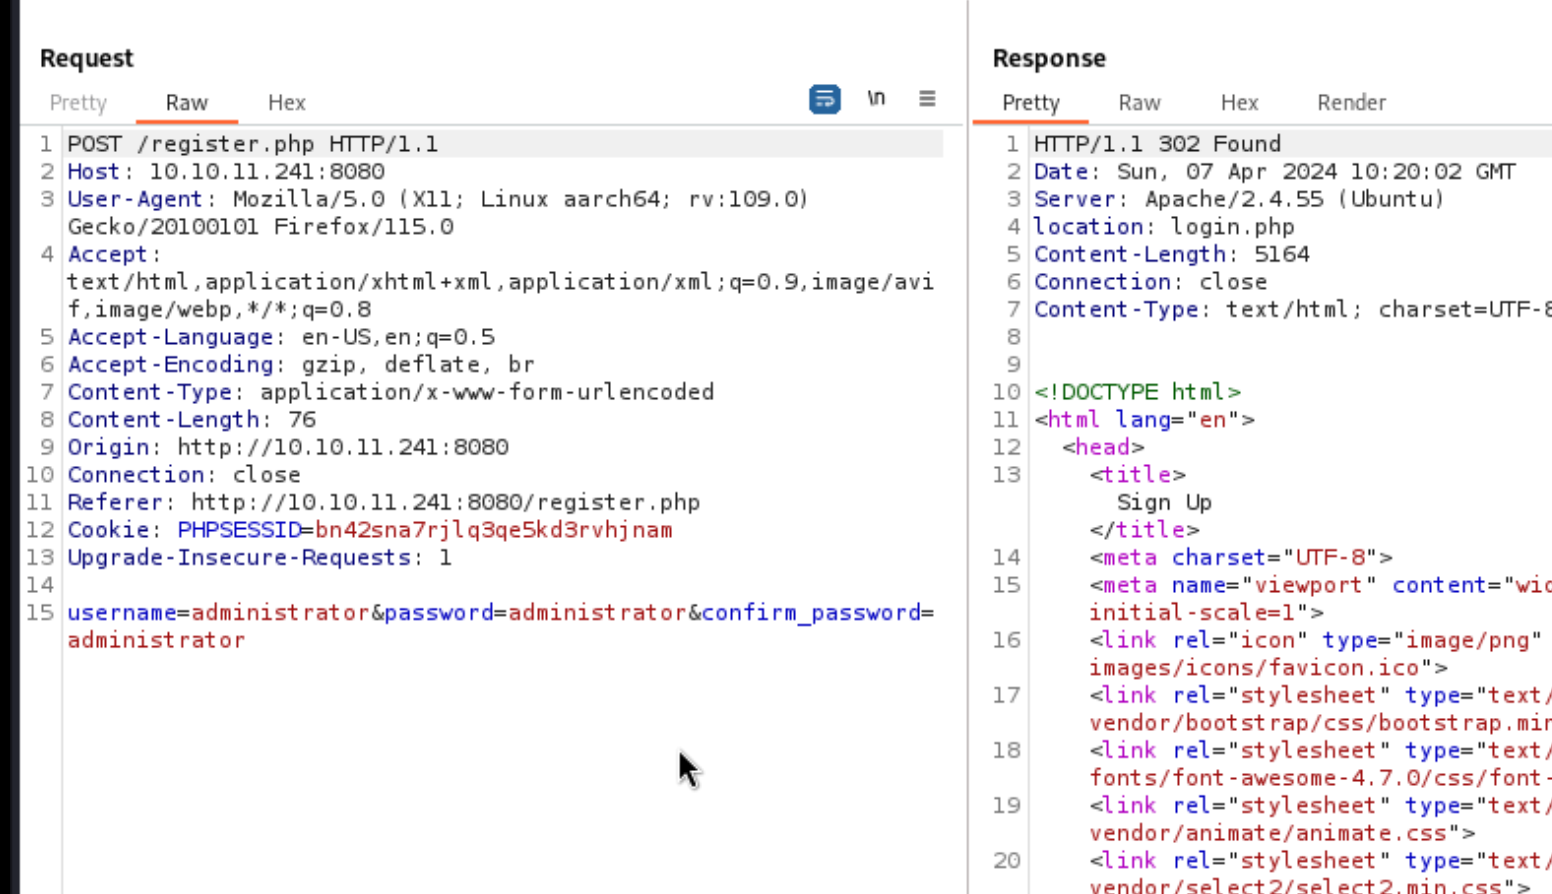 Request
Pretty Raw Hex \n
1 POST /register.php HTTP/1.1
2 Host: 10.10.11.241:8080
3 User-Agent: Mozilla/5.0 (X11; Linux aarch64; rv:109.0)
Gecko/20100101 Firefox/115.0
4 Accept:
text/html,application/xhtml+xml,application/xml;q=0.9,image/avi
f,image/webp,*/*;q=0.8
5 Accept-Language: en-US,en;q=0.5
6 Accept-Encoding: gzip, deflate, br
7 Content-Type: application/x-www-form-urlencoded
8 Content-Length: 76
9 Origin: http://10.10.11.241:8080
10 Connection: close
11 Referer: http://10.10.11.241:8080/register.php
12 Cookie: PHPSESSID=bn42sna7rjlq3qe5kd3rvhjnam
13 Upgrade-Insecure-Requests: 1
14
15 username=administrator&password=administrator&confirm_password=
administrator
Response
Pretty Raw Hex Render
1 HTTP/1.1 302 Found
2 Date: Sun, 07 Apr 2024 10:20:02 GMT
3 Server: Apache/2.4.55 (Ubuntu)
4 location: login.php
5 Content-Length: 5164
6 Connection: close
7 Content-Type: text/html; charset=UTF-8
8
9
10 <!DOCTYPE html>
11 <html lang="en">
12 <head>
13 <title>
Sign Up
</title>
14 <meta charset="UTF-8">
15 <meta name="viewport" content="wid
initial-scale=1">
16 <link rel="icon" type="image/png"
images/icons/favicon.ico">
17 <link rel="stylesheet" type="text/
vendor/bootstrap/css/bootstrap.min
18 <link rel="stylesheet" type="text/
fonts/font-awesome-4.7.0/css/font-
19 <link rel="stylesheet" type="text/
vendor/animate/animate.css">
20 <link rel="stylesheet" type="text/
vendor/select2/select2.min.css">